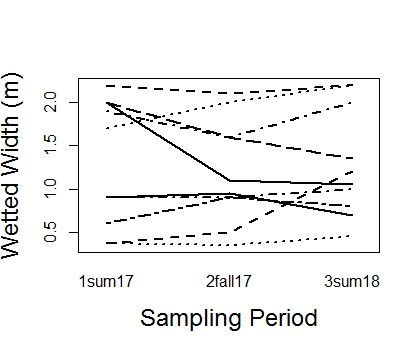 Wetted Width (m)
2.0
1.5
1.0
0.5
1sum17 2fall17 3sum18
Sampling Period